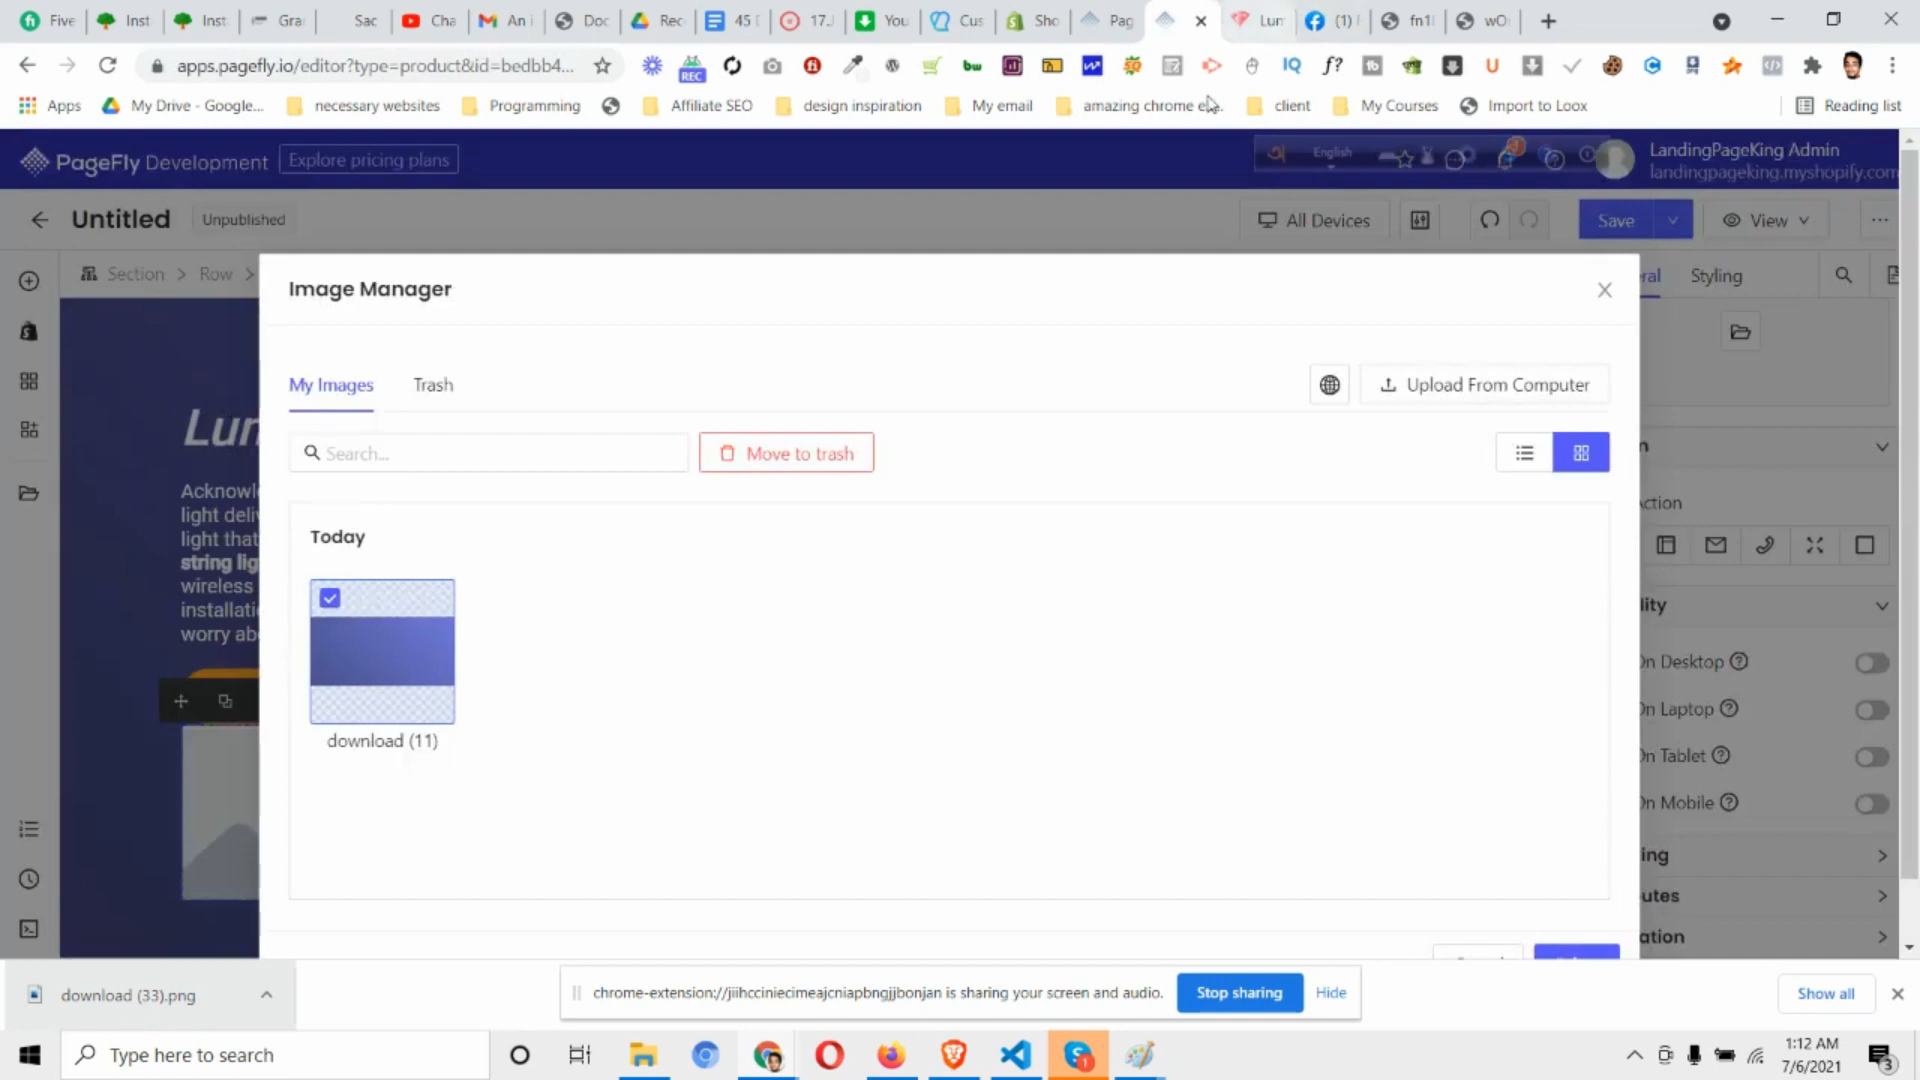 Five
Inst
Inst
Gra
Sac
Cha
An i
Doc
Rec
45
17.
You
Cus
Sho
Pag
Lun
(1)
fn1
wO
apps.pagefly.io/editor?type=product&id=bedbb4...
REC
IQ
f?
Apps
My Drive - Google...
necessary websites
Programming
Affiliate SEO
design inspiration
My email
amazing chrome e
client
My Courses
Import to Loox
Reading list
PageFly Development
Explore pricing plans
English
LandingPageKing Admin
landingpageking.myshopify.com
Untitled
Unpublished
All Devices
Save
View
Section > Row >
Image Manager
ral
Styling
My Images
Trash
Upload From Computer
Lun
Search...
Move to trash
Acknowl
light deli
light that
string lig
wireless
installati
worry ab
Today
download (11)
n
Action
lity
On Desktop
On Laptop
On Tablet
On Mobile
ing
utes
ation
download (33).png
chrome-extension://jiihcciniecimeajcniapbngjjbonjan is sharing your screen and audio.
Stop sharing
Hide
Show all
Type here to search
1:12 AM
7/6/2021
3